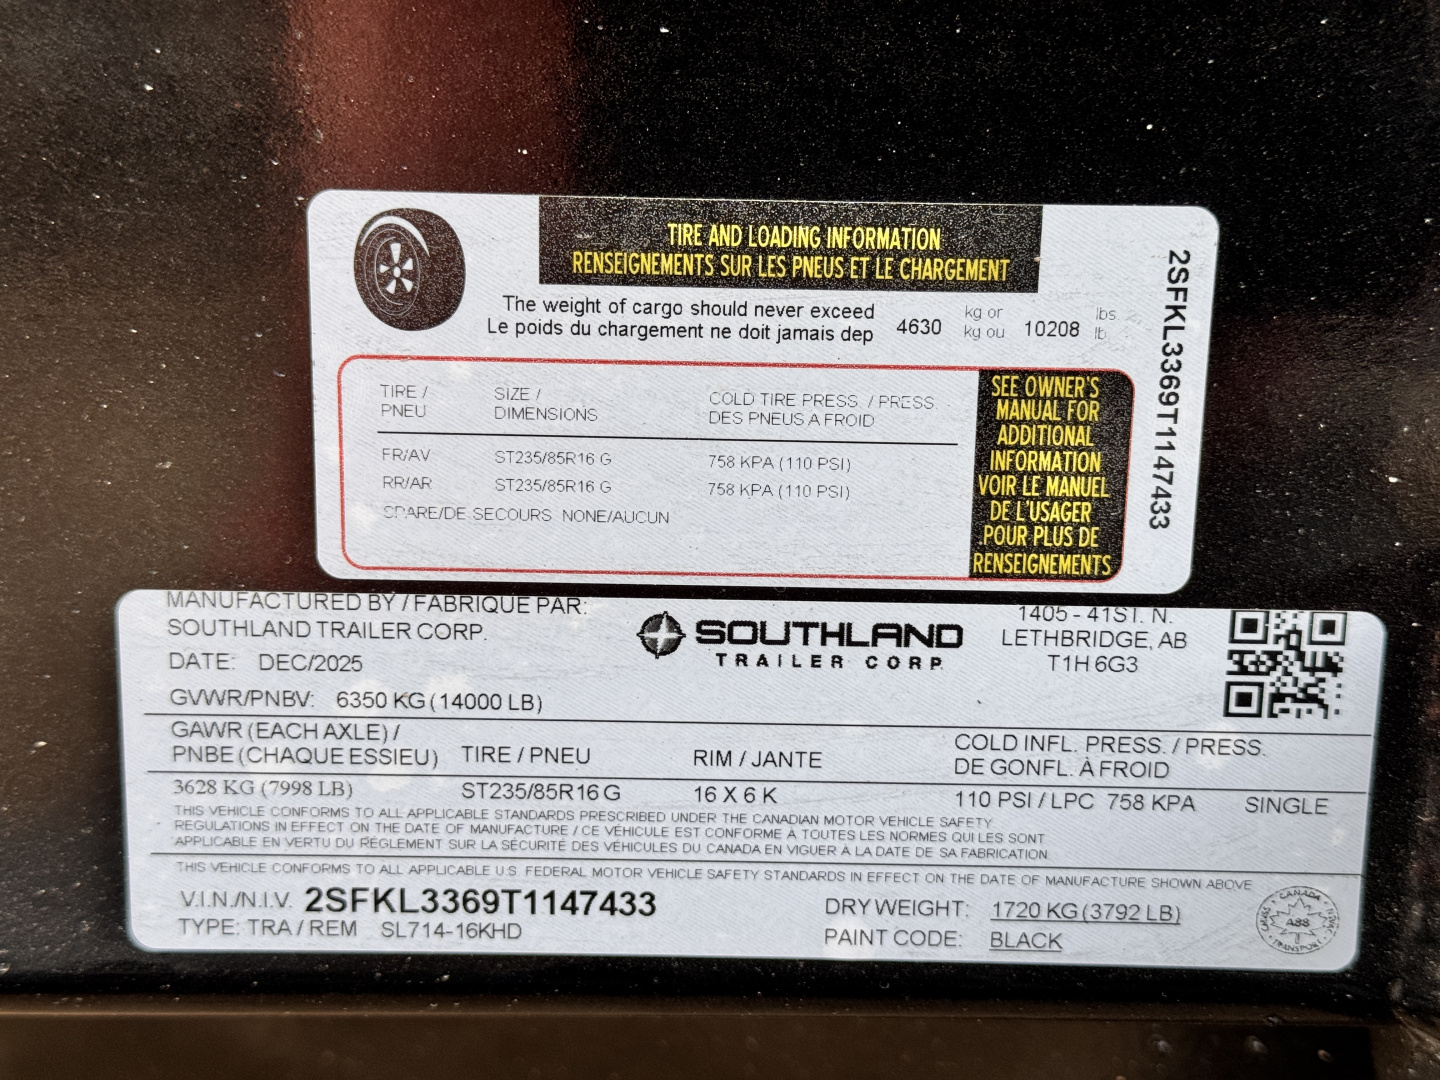 TIRE AND LOADING INFORMATION
RENSEIGNEMENTS SUR LES PNEUS ET LE CHARGEMENT
The weight of cargo should never exceed
Le poids du chargement ne doit jamais dep
4630 kg or kg ou 10208 lbs. lb.
TIRE / PNEU
SIZE / DIMENSIONS
COLD TIRE PRESS. / PRESS. DES PNEUS A FROID
FR/AV ST235/85R16 G 758 KPA (110 PSI)
RR/AR ST235/85R16 G 758 KPA (110 PSI)
SPARE/DE SECOURS NONE/AUCUN
SEE OWNER'S
MANUAL FOR
ADDITIONAL
INFORMATION
VOIR LE MANUEL
DE L'USAGER
POUR PLUS DE
RENSEIGNEMENTS
2SFKL3369T1147433
MANUFACTURED BY / FABRIQUE PAR:
SOUTHLAND TRAILER CORP.
DATE: DEC/2025
GVWR/PNBV: 6350 KG (14000 LB)
SOUTHLAND
TRAILER CORP.
1405 - 41ST. N.
LETHBRIDGE, AB
T1H 6G3
GAWR (EACH AXLE) /
PNBE (CHAQUE ESSIEU) TIRE / PNEU RIM / JANTE
COLD INFL. PRESS. / PRESS.
DE GONFL. À FROID
3628 KG (7998 LB) ST235/85R16 G 16 X 6 K 110 PSI / LPC 758 KPA SINGLE
THIS VEHICLE CONFORMS TO ALL APPLICABLE STANDARDS PRESCRIBED UNDER THE CANADIAN MOTOR VEHICLE SAFETY
REGULATIONS IN EFFECT ON THE DATE OF MANUFACTURE / CE VÉHICULE EST CONFORME À TOUTES LES NORMES QUI LES SONT
APPLICABLE EN VERTU DU RÈGLEMENT SUR LA SÉCURITÉ DES VÉHICULES DU CANADA EN VIGUER À LA DATE DE SA FABRICATION.
THIS VEHICLE CONFORMS TO ALL APPLICABLE U.S. FEDERAL MOTOR VEHICLE SAFETY STANDARDS IN EFFECT ON THE DATE OF MANUFACTURE SHOWN ABOVE
V.I.N./N.I.V. 2SFKL3369T1147433
TYPE: TRA / REM SL714-16KHD
DRY WEIGHT: 1720 KG (3792 LB)
PAINT CODE: BLACK
CANADA
A88
TRANSPORT